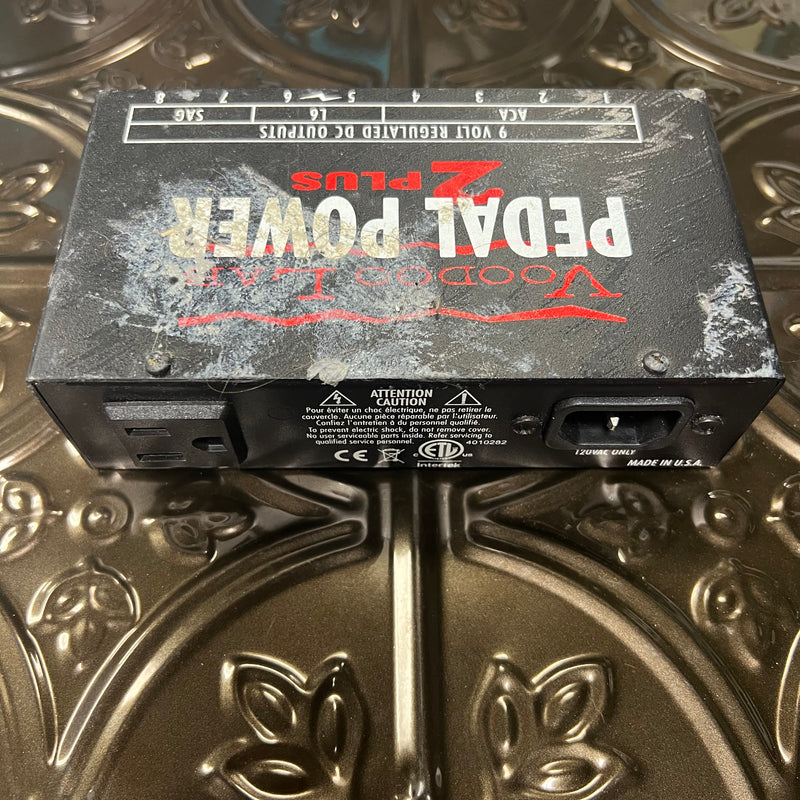 VOODOO LAB
PEDAL POWER
2 PLUS
9 VOLT REGULATED DC OUTPUTS
ACA L6 SAG
1 2 3 4 5 6 7 8
ATTENTION
CAUTION
Pour éviter un choc électrique, ne pas retirer le
couvercle. Aucune pièce réparable par l'utilisateur.
Confiez l'entretien à du personnel qualifié.
To prevent electric shock, do not remove cover.
No user serviceable parts inside. Refer servicing to
qualified service personnel.
4010282
CE
c ETL us
Intertek
120VAC ONLY
MADE IN U.S.A.